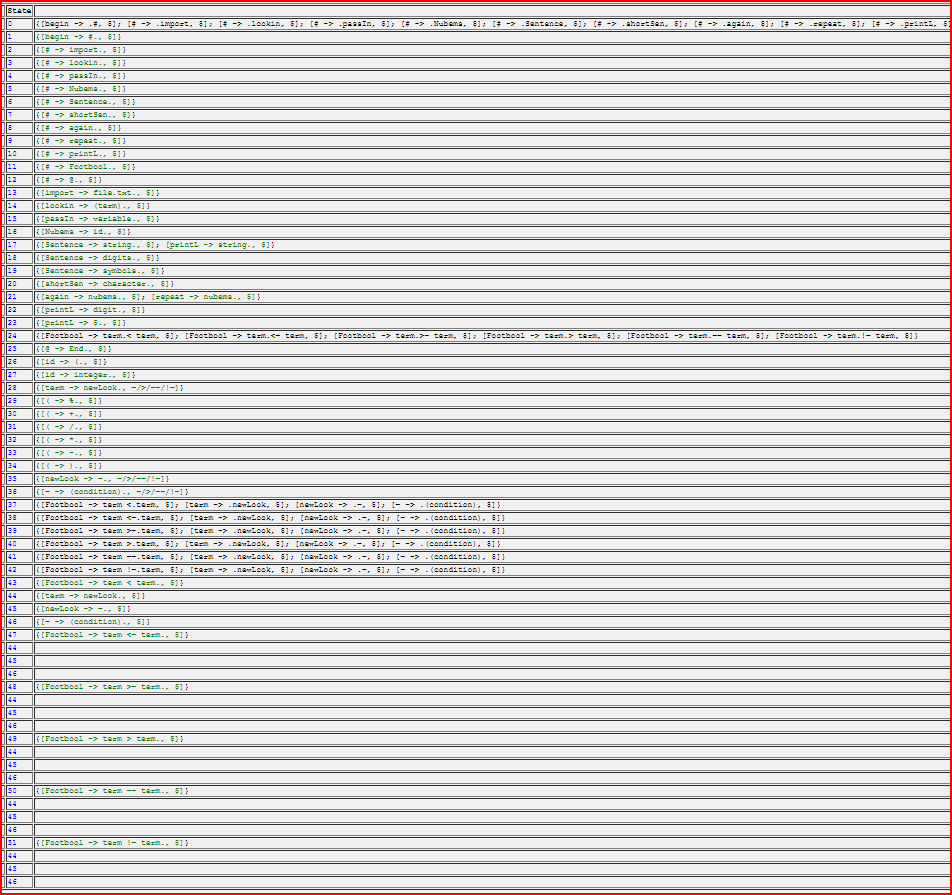 State
0 {[begin -> .#, $]; [# -> .import, $]; [# -> .lookin, $]; [# -> .passIn, $]; [# -> .Nubems, $]; [# -> .Sentence, $]; [# -> .shortSen, $]; [# -> .again, $]; [# -> .repeat, $]; [# -> .printL, $];
1 {[begin -> #., $]}
2 {[# -> import., $]}
3 {[# -> lookin., $]}
4 {[# -> passIn., $]}
5 {[# -> Nubems., $]}
6 {[# -> Sentence., $]}
7 {[# -> shortSen., $]}
8 {[# -> again., $]}
9 {[# -> repeat., $]}
10 {[# -> printL., $]}
11 {[# -> Footbool., $]}
12 {[# -> @., $]}
13 {[import -> file.txt., $]}
14 {[lookin -> (term)., $]}
15 {[passIn -> variable., $]}
16 {[Nubems -> id., $]}
17 {[Sentence -> string., $]; [printL -> string., $]}
18 {[Sentence -> digits., $]}
19 {[Sentence -> symbols., $]}
20 {[shortSen -> character., $]}
21 {[again -> nubems., $]; [repeat -> nubems., $]}
22 {[printL -> digit., $]}
23 {[printL -> $., $]}
24 {[Footbool -> term.< term, $]; [Footbool -> term.<= term, $]; [Footbool -> term.>= term, $]; [Footbool -> term.> term, $]; [Footbool -> term.== term, $]; [Footbool -> term.!= term, $]}
25 {[@ -> End., $]}
26 {[id -> (., $]}
27 {[id -> integer., $]}
28 {[term -> newLook., =/>/==/!=]}
29 {[( -> %., $]}
30 {[( -> +., $]}
31 {[( -> /., $]}
32 {[( -> *., $]}
33 {[( -> -., $]}
34 {[( -> )., $]}
35 {[newLook -> =., =/>/==/!=]}
36 {[= -> (condition)., =/>/==/!=]}
37 {[Footbool -> term <.term, $]; [term -> .newLook, $]; [newLook -> .=, $]; [= -> .(condition), $]}
38 {[Footbool -> term <=.term, $]; [term -> .newLook, $]; [newLook -> .=, $]; [= -> .(condition), $]}
39 {[Footbool -> term >=.term, $]; [term -> .newLook, $]; [newLook -> .=, $]; [= -> .(condition), $]}
40 {[Footbool -> term >.term, $]; [term -> .newLook, $]; [newLook -> .=, $]; [= -> .(condition), $]}
41 {[Footbool -> term ==.term, $]; [term -> .newLook, $]; [newLook -> .=, $]; [= -> .(condition), $]}
42 {[Footbool -> term !=.term, $]; [term -> .newLook, $]; [newLook -> .=, $]; [= -> .(condition), $]}
43 {[Footbool -> term < term., $]}
44 {[term -> newLook., $]}
45 {[newLook -> =., $]}
46 {[= -> (condition)., $]}
47 {[Footbool -> term <= term., $]}
44
45
46
48 {[Footbool -> term >= term., $]}
44
45
46
49 {[Footbool -> term > term., $]}
44
45
46
50 {[Footbool -> term == term., $]}
44
45
46
51 {[Footbool -> term != term., $]}
44
45
46